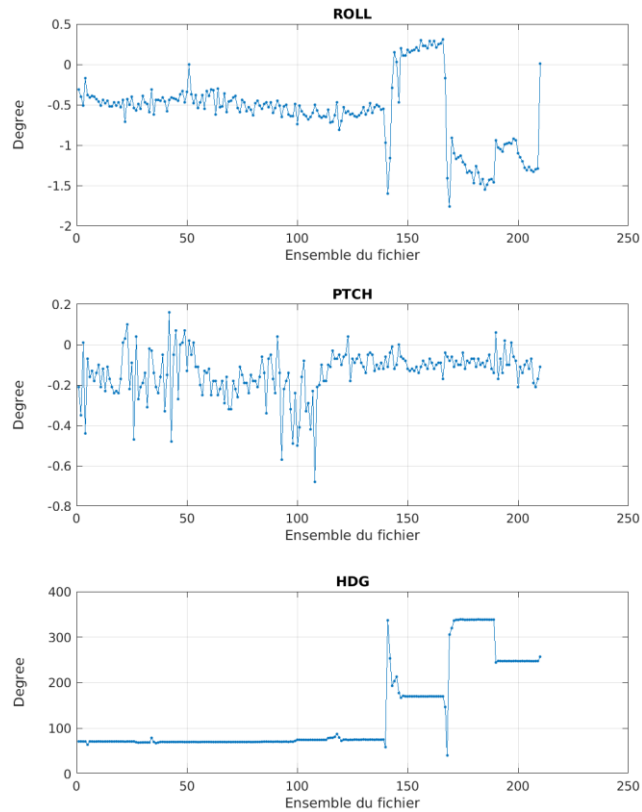 ROLL
0.5
0
-0.5
-1
-1.5
-2
Degree
0 50 100 150 200 250
Ensemble du fichier
PTCH
0.2
0
-0.2
-0.4
-0.6
-0.8
Degree
0 50 100 150 200 250
Ensemble du fichier
HDG
400
300
200
100
0
Degree
0 50 100 150 200 250
Ensemble du fichier